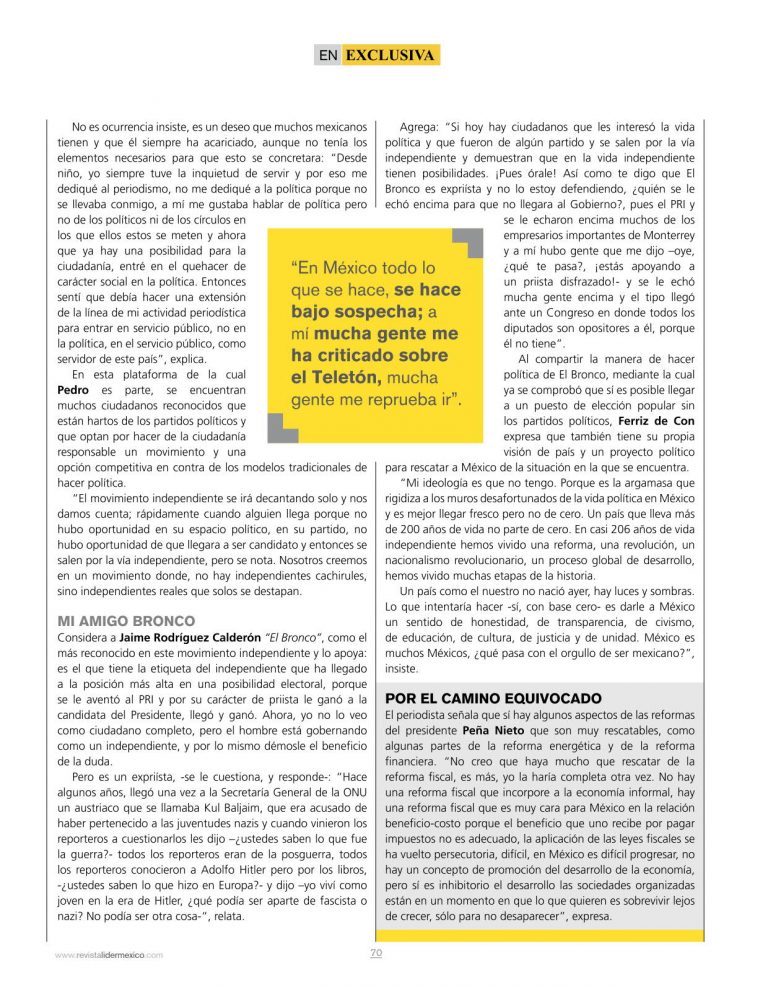 EN EXCLUSIVA
No es ocurrencia insiste, es un deseo que muchos mexicanos
tienen y que él siempre ha acariciado, aunque no tenía los
elementos necesarios para que esto se concretara: “Desde
niño, yo siempre tuve la inquietud de servir y por eso me
dediqué al periodismo, no me dediqué a la política porque no
se llevaba conmigo, a mí me gustaba hablar de política pero
no de los políticos ni de los círculos en
los que ellos estos se meten y ahora
que ya hay una posibilidad para la
ciudadanía, entré en el quehacer de
carácter social en la política. Entonces
sentí que debía hacer una extensión
de la línea de mi actividad periodística
para entrar en servicio público, no en
la política, en el servicio público, como
servidor de este país”, explica.
En esta plataforma de la cual
Pedro es parte, se encuentran
muchos ciudadanos reconocidos que
están hartos de los partidos políticos y
que optan por hacer de la ciudadanía
responsable un movimiento y una
opción competitiva en contra de los modelos tradicionales de
hacer política.
“El movimiento independiente se irá decantando solo y nos
damos cuenta; rápidamente cuando alguien llega porque no
hubo oportunidad en su espacio político, en su partido, no
hubo oportunidad de que llegara a ser candidato y entonces se
salen por la vía independiente, pero se nota. Nosotros creemos
en un movimiento donde, no hay independientes cachirules,
sino independientes reales que solos se destapan.
MI AMIGO BRONCO
Considera a Jaime Rodríguez Calderón “El Bronco”, como el
más reconocido en este movimiento independiente y lo apoya:
es el que tiene la etiqueta del independiente que ha llegado
a la posición más alta en una posibilidad electoral, porque
se le aventó al PRI y por su carácter de priista le ganó a la
candidata del Presidente, llegó y ganó. Ahora, yo no lo veo
como ciudadano completo, pero el hombre está gobernando
como un independiente, y por lo mismo démosle el beneficio
de la duda.
Pero es un expriísta, -se le cuestiona, y responde-: “Hace
algunos años, llegó una vez a la Secretaría General de la ONU
un austriaco que se llamaba Kul Baljaim, que era acusado de
haber pertenecido a las juventudes nazis y cuando vinieron los
reporteros a cuestionarlos les dijo –¿ustedes saben lo que fue
la guerra?- todos los reporteros eran de la posguerra, todos
los reporteros conocieron a Adolfo Hitler pero por los libros,
-¿ustedes saben lo que hizo en Europa?- y dijo –yo viví como
joven en la era de Hitler, ¿qué podía ser aparte de fascista o
nazi? No podía ser otra cosa-”, relata.
“En México todo lo
que se hace, se hace
bajo sospecha; a
mí mucha gente me
ha criticado sobre
el Teletón, mucha
gente me reprueba ir”.
Agrega: “Si hoy hay ciudadanos que les interesó la vida
política y que fueron de algún partido y se salen por la vía
independiente y demuestran que en la vida independiente
tienen posibilidades. ¡Pues órale! Así como te digo que El
Bronco es expriísta y no lo estoy defendiendo, ¿quién se le
echó encima para que no llegara al Gobierno?, pues el PRI y
se le echaron encima muchos de los
empresarios importantes de Monterrey
y a mí hubo gente que me dijo –oye,
¿qué te pasa?, ¡estás apoyando a
un priista disfrazado!- y se le echó
mucha gente encima y el tipo llegó
ante un Congreso en donde todos los
diputados son opositores a él, porque
él no tiene”.
Al compartir la manera de hacer
política de El Bronco, mediante la cual
ya se comprobó que sí es posible llegar
a un puesto de elección popular sin
los partidos políticos, Ferriz de Con
expresa que también tiene su propia
visión de país y un proyecto político
para rescatar a México de la situación en la que se encuentra.
“Mi ideología es que no tengo. Porque es la argamasa que
rigidiza a los muros desafortunados de la vida política en México
y es mejor llegar fresco pero no de cero. Un país que lleva más
de 200 años de vida no parte de cero. En casi 206 años de vida
independiente hemos vivido una reforma, una revolución, un
nacionalismo revolucionario, un proceso global de desarrollo,
hemos vivido muchas etapas de la historia.
Un país como el nuestro no nació ayer, hay luces y sombras.
Lo que intentaría hacer -sí, con base cero- es darle a México
un sentido de honestidad, de transparencia, de civismo,
de educación, de cultura, de justicia y de unidad. México es
muchos Méxicos, ¿qué pasa con el orgullo de ser mexicano?”,
insiste.
POR EL CAMINO EQUIVOCADO
El periodista señala que sí hay algunos aspectos de las reformas
del presidente Peña Nieto que son muy rescatables, como
algunas partes de la reforma energética y de la reforma
financiera. “No creo que haya mucho que rescatar de la
reforma fiscal, es más, yo la haría completa otra vez. No hay
una reforma fiscal que incorpore a la economía informal, hay
una reforma fiscal que es muy cara para México en la relación
beneficio-costo porque el beneficio que uno recibe por pagar
impuestos no es adecuado, la aplicación de las leyes fiscales se
ha vuelto persecutoria, difícil, en México es difícil progresar, no
hay un concepto de promoción del desarrollo de la economía,
pero sí es inhibitorio el desarrollo las sociedades organizadas
están en un momento en que lo que quieren es sobrevivir lejos
de crecer, sólo para no desaparecer”, expresa.
www.revistalidermexico.com
70